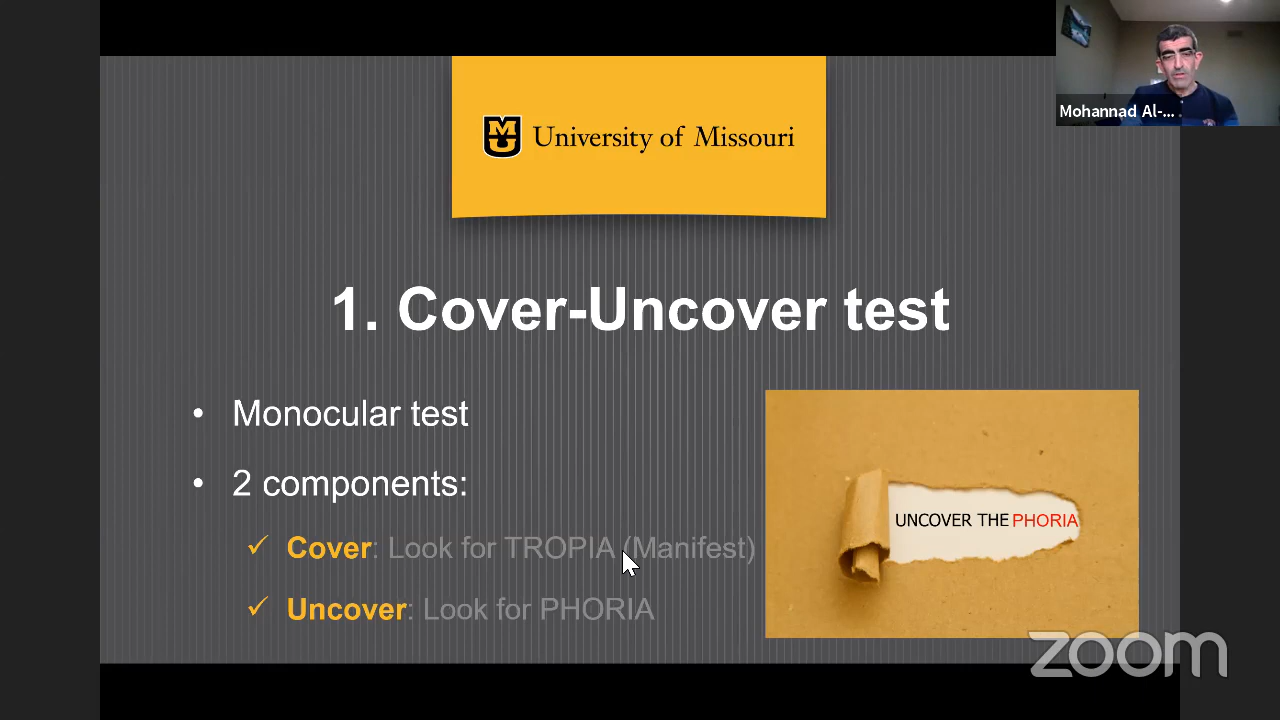 Mohannad Al-...
MU
University of Missouri
1. Cover-Uncover test
• Monocular test
• 2 components:
✓ Cover: Look for TROPIA (Manifest)
✓ Uncover: Look for PHORIA
UNCOVER THE PHORIA
zoom